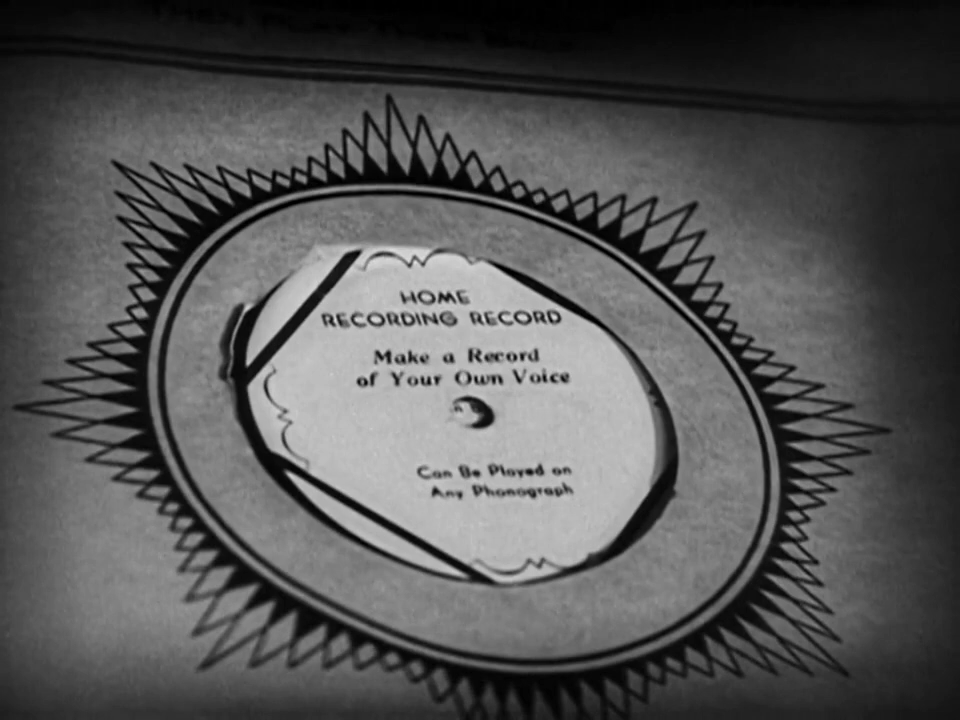 HOME
RECORDING RECORD
Make a Record
of Your Own Voice
Can Be Played on
Any Phonograph